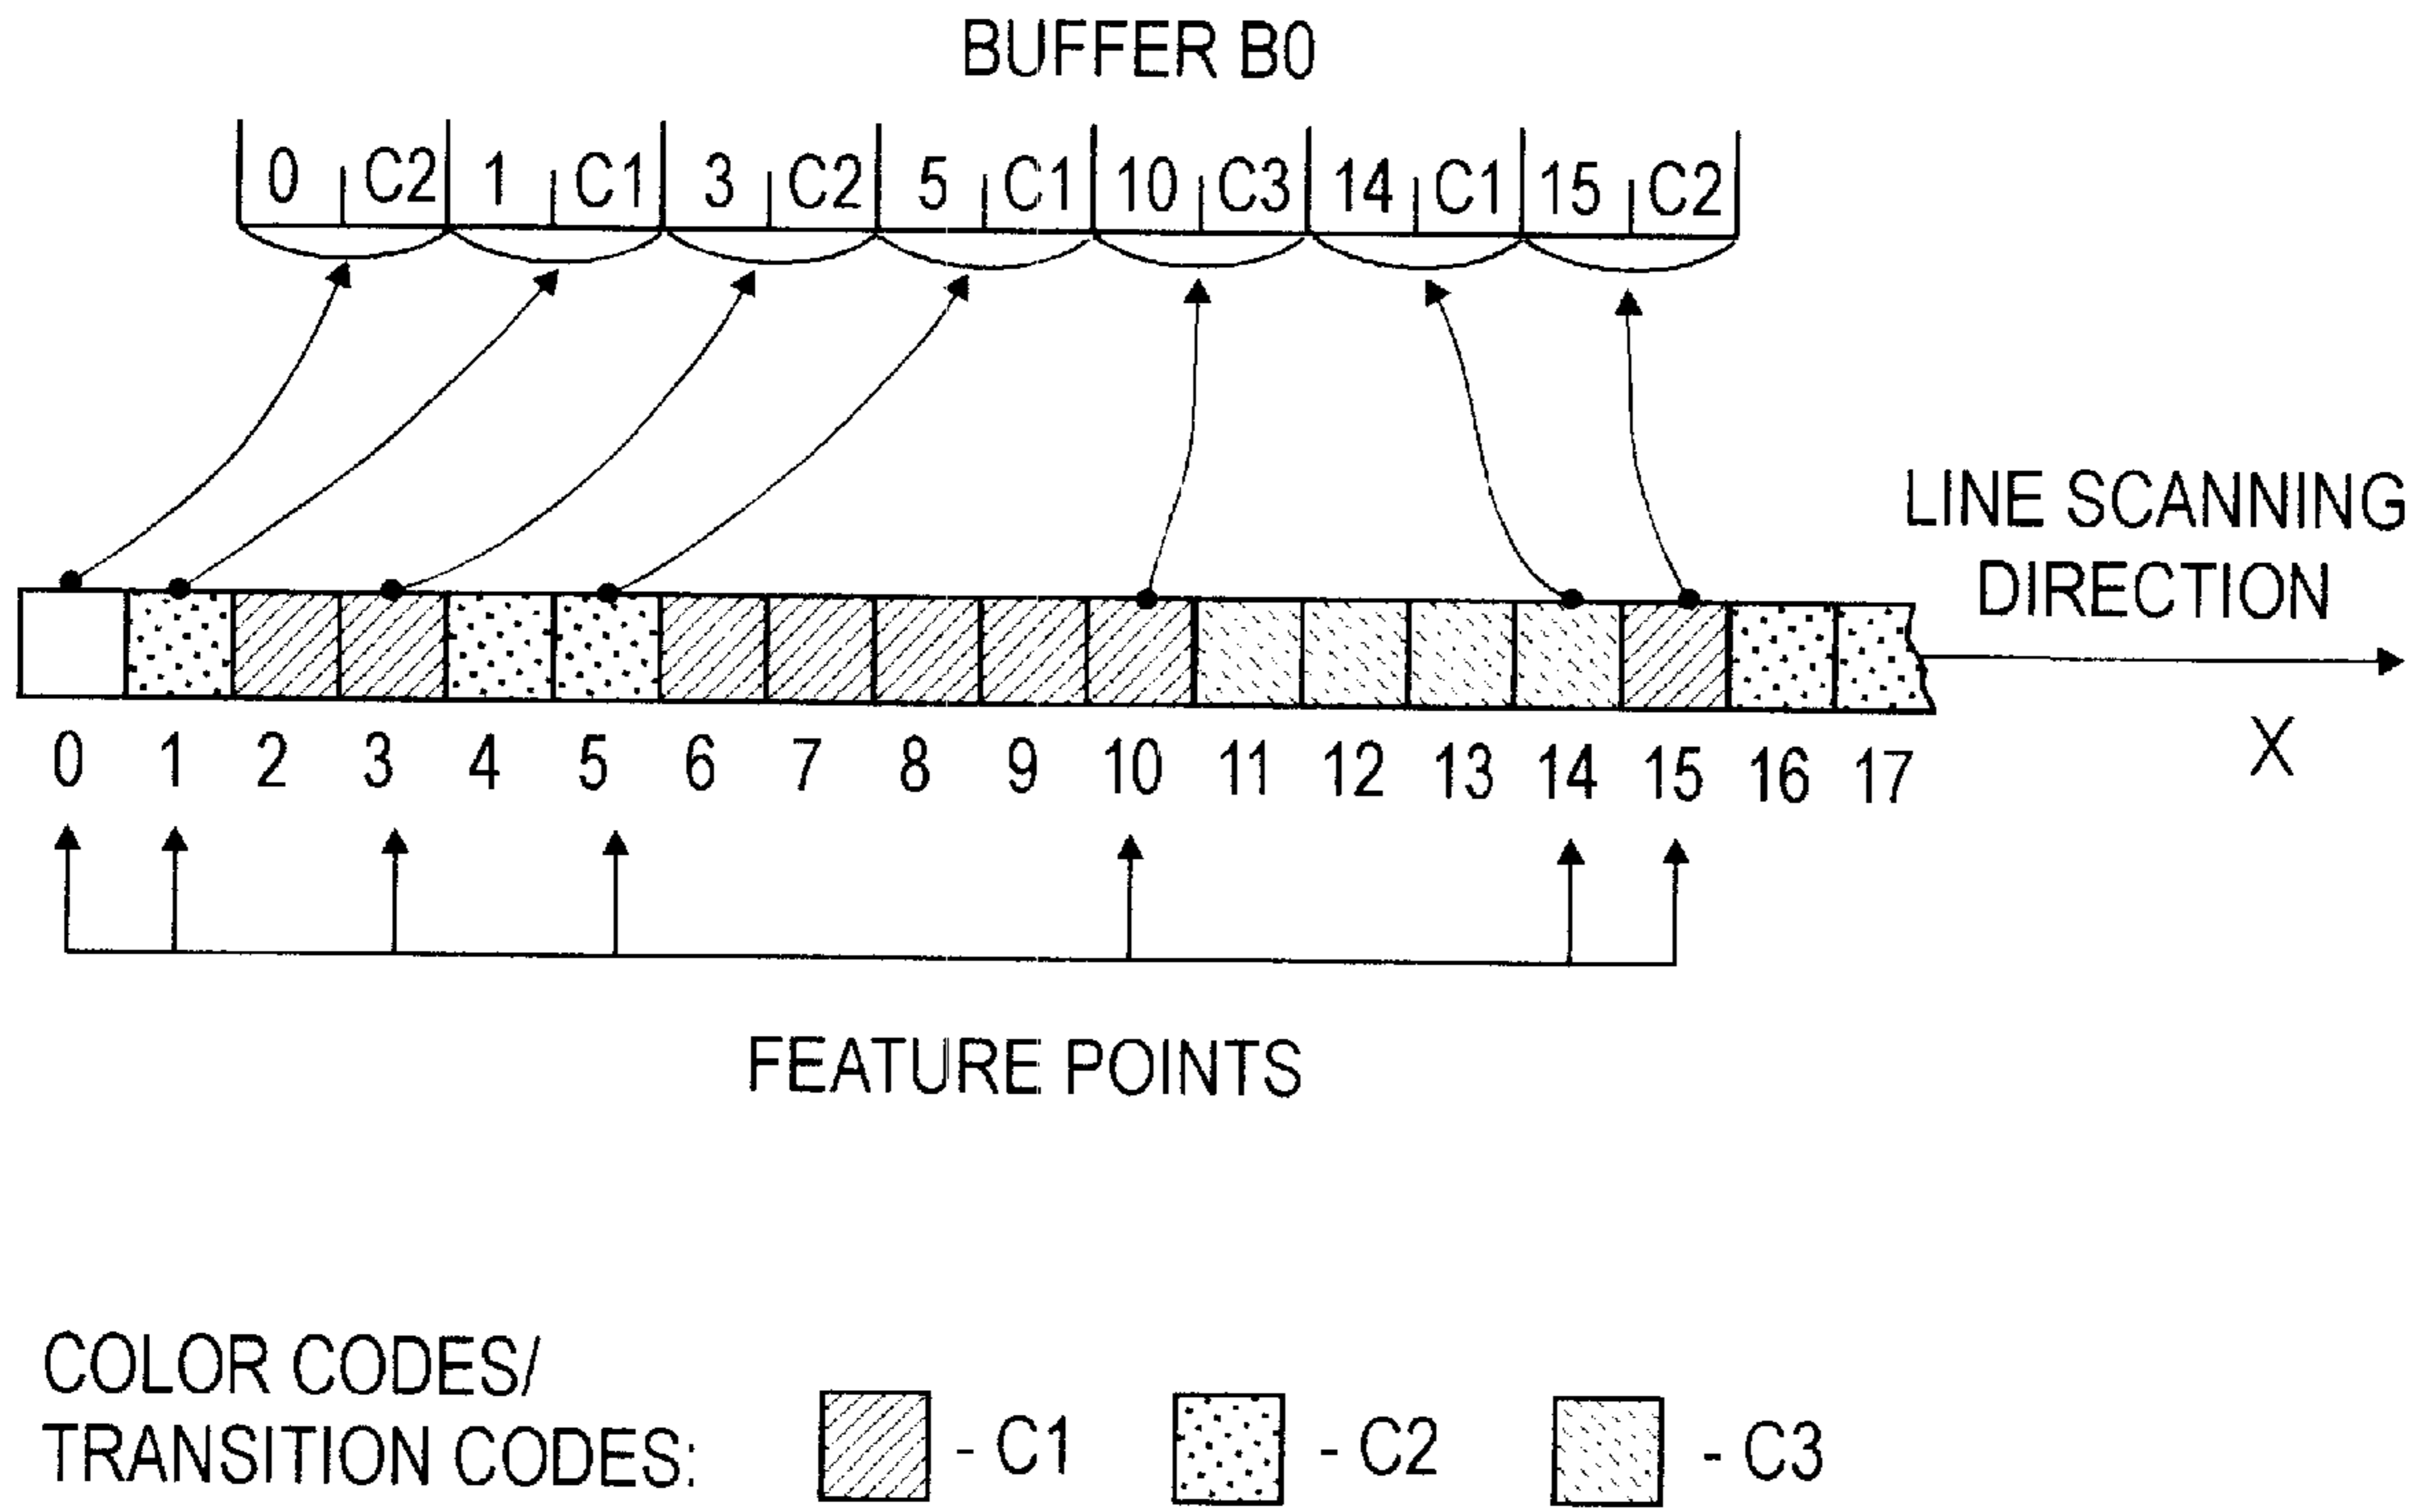 BUFFER B0
0 C2 1 C1 3 C2 5 C1 10 C3 14 C1 15 C2
LINE SCANNING
DIRECTION
0 1 2 3 4 5 6 7 8 9 10 11 12 13 14 15 16 17 X
FEATURE POINTS
COLOR CODES/
TRANSITION CODES: - C1 - C2 - C3